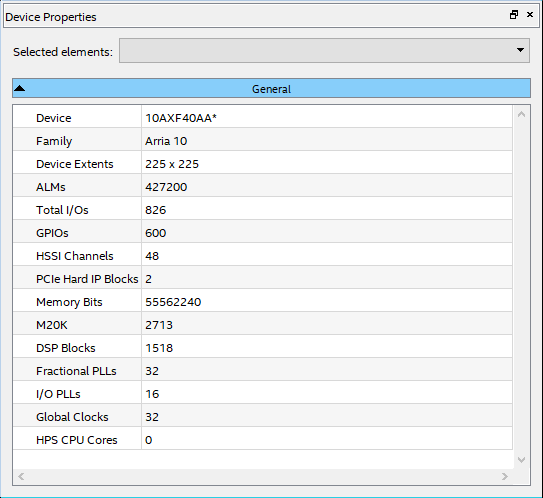 Device Properties
Selected elements:
General
Device 10AXF40AA*
Family Arria 10
Device Extents 225 x 225
ALMs 427200
Total I/Os 826
GPIOs 600
HSSI Channels 48
PCIe Hard IP Blocks 2
Memory Bits 55562240
M20K 2713
DSP Blocks 1518
Fractional PLLs 32
I/O PLLs 16
Global Clocks 32
HPS CPU Cores 0